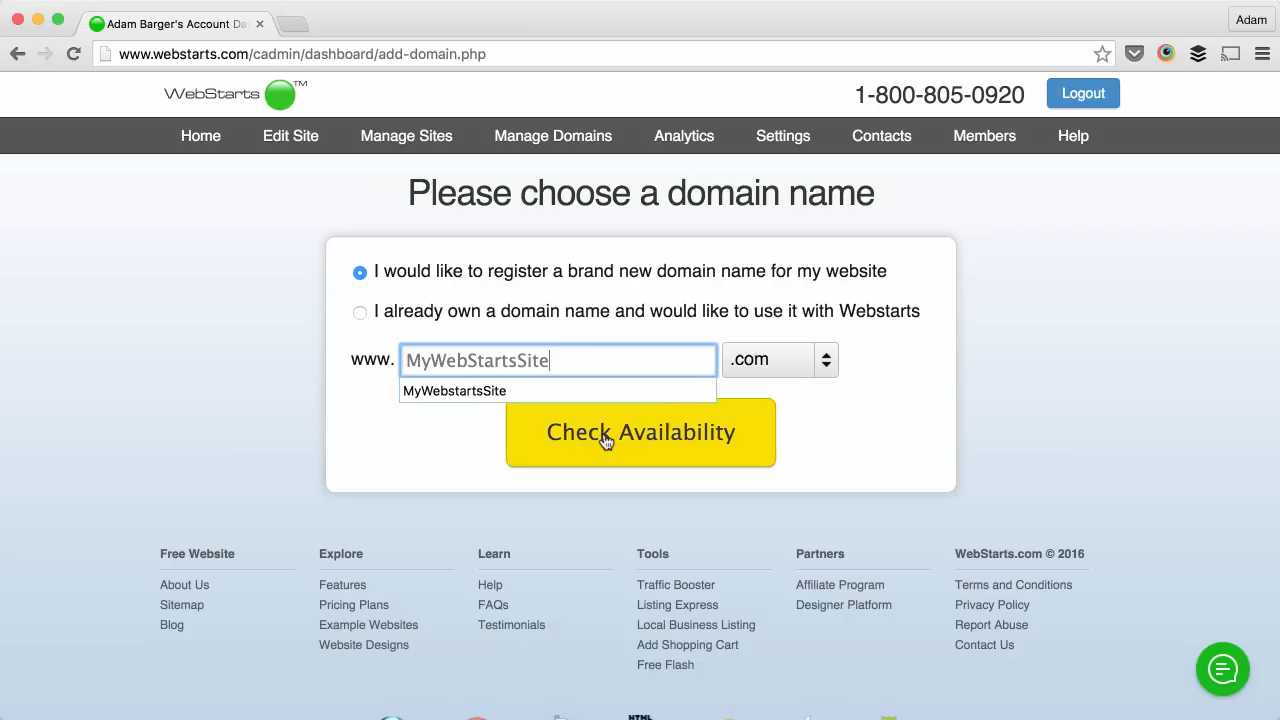 Adam Barger's Account Da
Adam
www.webstarts.com/cadmin/dashboard/add-domain.php
WebStarts™
1-800-805-0920
Logout
Home Edit Site Manage Sites Manage Domains Analytics Settings Contacts Members Help
Please choose a domain name
I would like to register a brand new domain name for my website
I already own a domain name and would like to use it with Webstarts
www. MyWebStartsSite .com
MyWebstartsSite
Check Availability
Free Website Explore Learn Tools Partners WebStarts.com © 2016
About Us Features Help Traffic Booster Affiliate Program Terms and Conditions
Sitemap Pricing Plans FAQs Listing Express Designer Platform Privacy Policy
Blog Example Websites Testimonials Local Business Listing Report Abuse
Website Designs Add Shopping Cart Contact Us
Free Flash
HTML